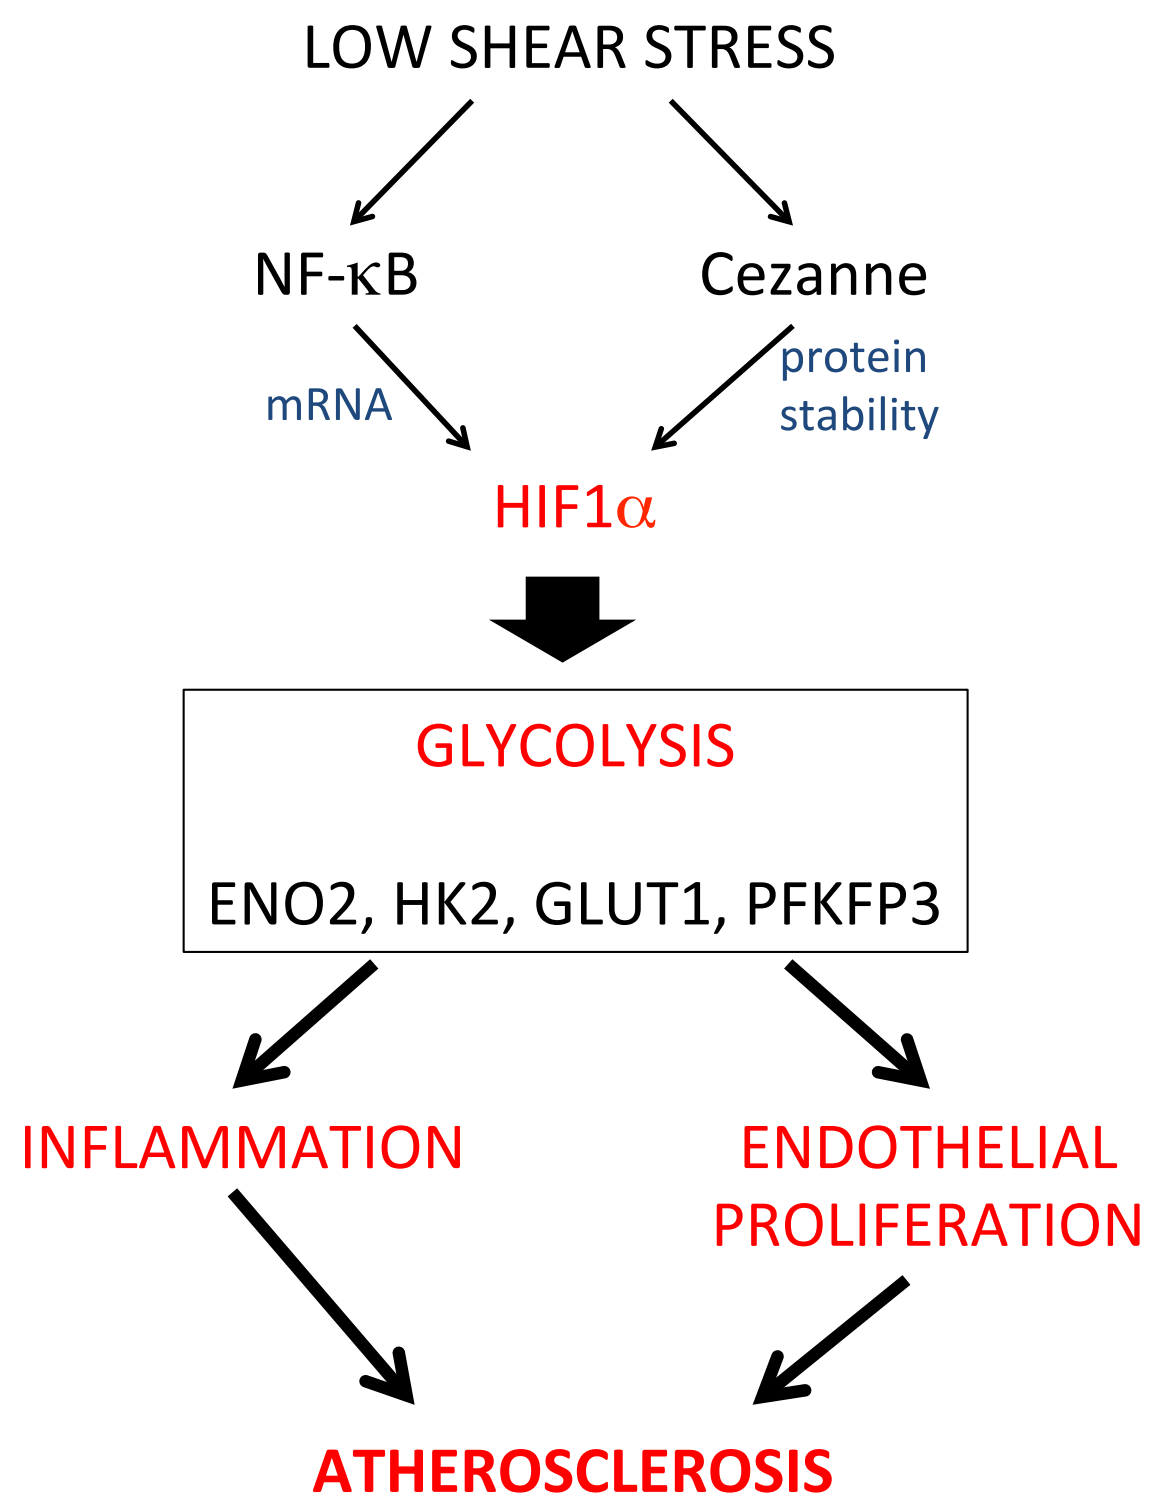 LOW SHEAR STRESS
NF-κB
Cezanne
mRNA
protein
stability
HIF1α
GLYCOLYSIS
ENO2, HK2, GLUT1, PFKFP3
INFLAMMATION
ENDOTHELIAL
PROLIFERATION
ATHEROSCLEROSIS